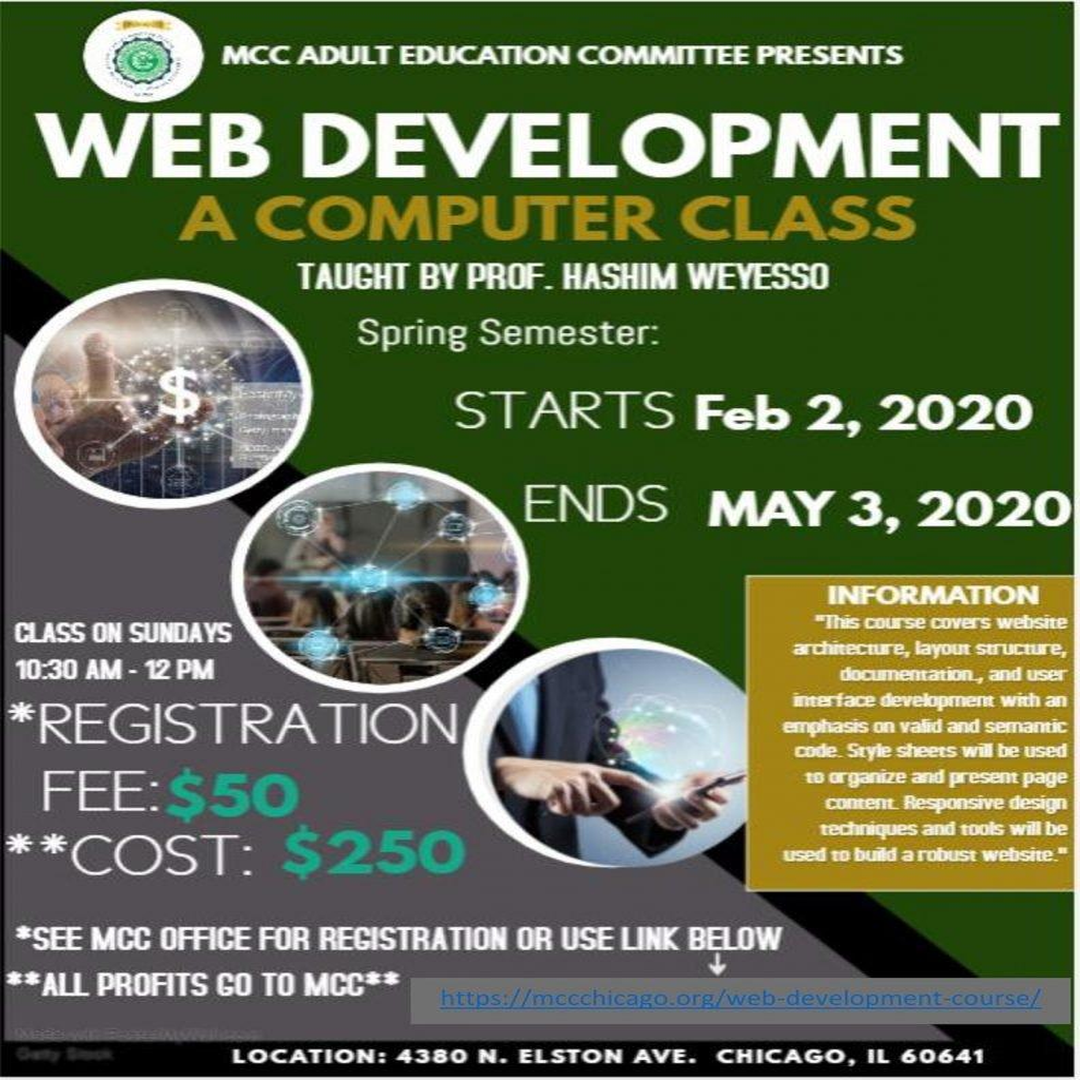 MCC ADULT EDUCATION COMMITTEE PRESENTS
WEB DEVELOPMENT
A COMPUTER CLASS
TAUGHT BY PROF. HASHIM WEYESSO
Spring Semester:
STARTS Feb 2, 2020
ENDS MAY 3, 2020
$
CLASS ON SUNDAYS
10:30 AM - 12 PM
*REGISTRATION
FEE: $50
**COST: $250
INFORMATION
"This course covers website
architecture, layout structure,
documentation., and user
interface development with an
emphasis on valid and semantic
code. Style sheets will be used
to organize and present page
content. Responsive design
techniques and tools will be
used to build a robust website."
*SEE MCC OFFICE FOR REGISTRATION OR USE LINK BELOW
**ALL PROFITS GO TO MCC**
https://mccchicago.org/web-development-course/
Getty Stock
LOCATION: 4380 N. ELSTON AVE. CHICAGO, IL 60641